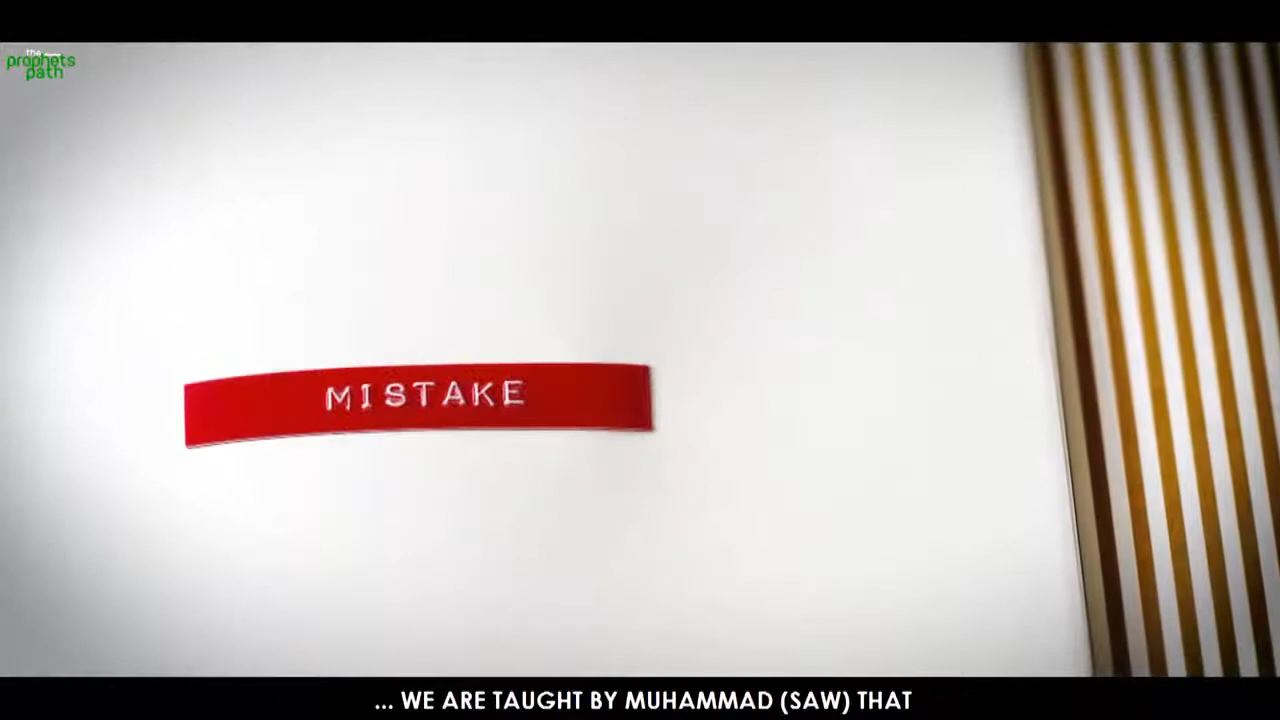 the
prophets
path
MISTAKE
... WE ARE TAUGHT BY MUHAMMAD (SAW) THAT